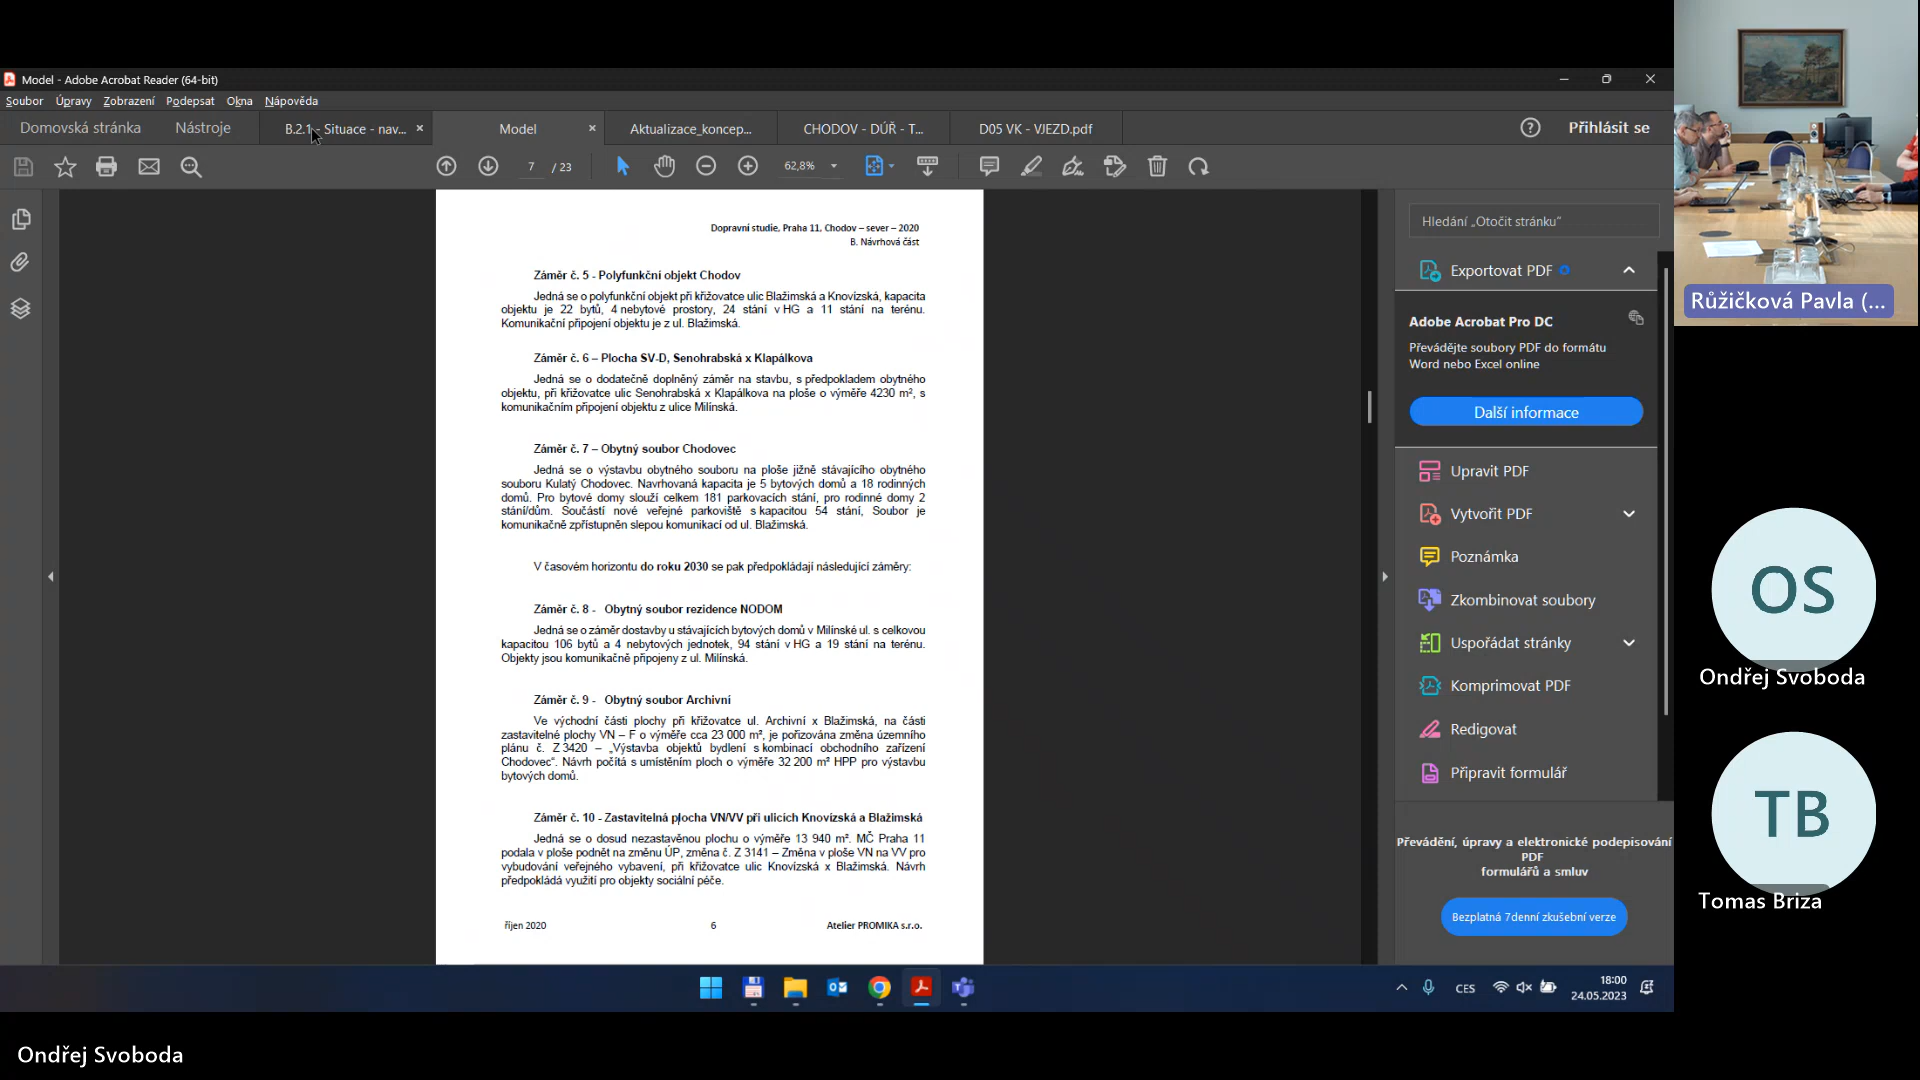 Model - Adobe Acrobat Reader (64-bit)
Soubor Úpravy Zobrazení Podepsat Okna Nápověda
Domovská stránka Nástroje B.2.1 - Situace - nav... × Model × Aktualizace_koncep... CHODOV - DÚŘ - T... D05 VK - VJEZD.pdf Přihlásit se
7 / 23 62,8%
Dopravní studie, Praha 11, Chodov – sever – 2020
B. Návrhová část
Záměr č. 5 - Polyfunkční objekt Chodov
Jedná se o polyfunkční objekt při křižovatce ulic Blažimská a Knovízská, kapacita
objektu je 22 bytů, 4 nebytové prostory, 24 stání v HG a 11 stání na terénu.
Komunikační připojení objektu je z ul. Blažimská.
Záměr č. 6 – Plocha SV-D, Senohrabská x Klapálkova
Jedná se o dodatečně doplněný záměr na stavbu, s předpokladem obytného
objektu, při křižovatce ulic Senohrabská x Klapálkova na ploše o výměře 4230 m², s
komunikačním připojení objektu z ulice Milínská.
Záměr č. 7 – Obytný soubor Chodovec
Jedná se o výstavbu obytného souboru na ploše jižně stávajícího obytného
souboru Kulatý Chodovec. Navrhovaná kapacita je 5 bytových domů a 18 rodinných
domů. Pro bytové domy slouží celkem 181 parkovacích stání, pro rodinné domy 2
stání/dům. Součástí nové veřejné parkoviště s kapacitou 54 stání, Soubor je
komunikačně zpřístupněn slepou komunikací od ul. Blažimská.
V časovém horizontu do roku 2030 se pak předpokládají následující záměry:
Záměr č. 8 - Obytný soubor rezidence NODOM
Jedná se o záměr dostavby u stávajících bytových domů v Milínské ul. s celkovou
kapacitou 106 bytů a 4 nebytových jednotek, 94 stání v HG a 19 stání na terénu.
Objekty jsou komunikačně připojeny z ul. Milínská.
Záměr č. 9 - Obytný soubor Archivní
Ve východní části plochy při křižovatce ul. Archivní x Blažimská, na části
zastavitelné plochy VN – F o výměře cca 23 000 m², je pořizována změna územního
plánu č. Z 3420 – „Výstavba objektů bydlení s kombinací obchodního zařízení
Chodovec“. Návrh počítá s umístěním ploch o výměře 32 200 m² HPP pro výstavbu
bytových domů.
Záměr č. 10 - Zastavitelná plocha VN/VV při ulicích Knovízská a Blažimská
Jedná se o dosud nezastavěnou plochu o výměře 13 940 m². MČ Praha 11
podala v ploše podnět na změnu ÚP, změna č. Z 3141 – Změna v ploše VN na VV pro
vybudování veřejného vybavení, při křižovatce ulic Knovízská x Blažimská. Návrh
předpokládá využití pro objekty sociální péče.
říjen 2020 6 Atelier PROMIKA s.r.o.
Hledání „Otočit stránku“
Exportovat PDF
Adobe Acrobat Pro DC
Převádějte soubory PDF do formátu
Word nebo Excel online
Další informace
Upravit PDF
Vytvořit PDF
Poznámka
Zkombinovat soubory
Uspořádat stránky
Komprimovat PDF
Redigovat
Připravit formulář
Převádění, úpravy a elektronické podepisování
PDF
formulářů a smluv
Bezplatná 7denní zkušební verze
CES
18:00
24.05.2023
Růžičková Pavla (...
OS
Ondřej Svoboda
TB
Tomas Briza
Ondřej Svoboda